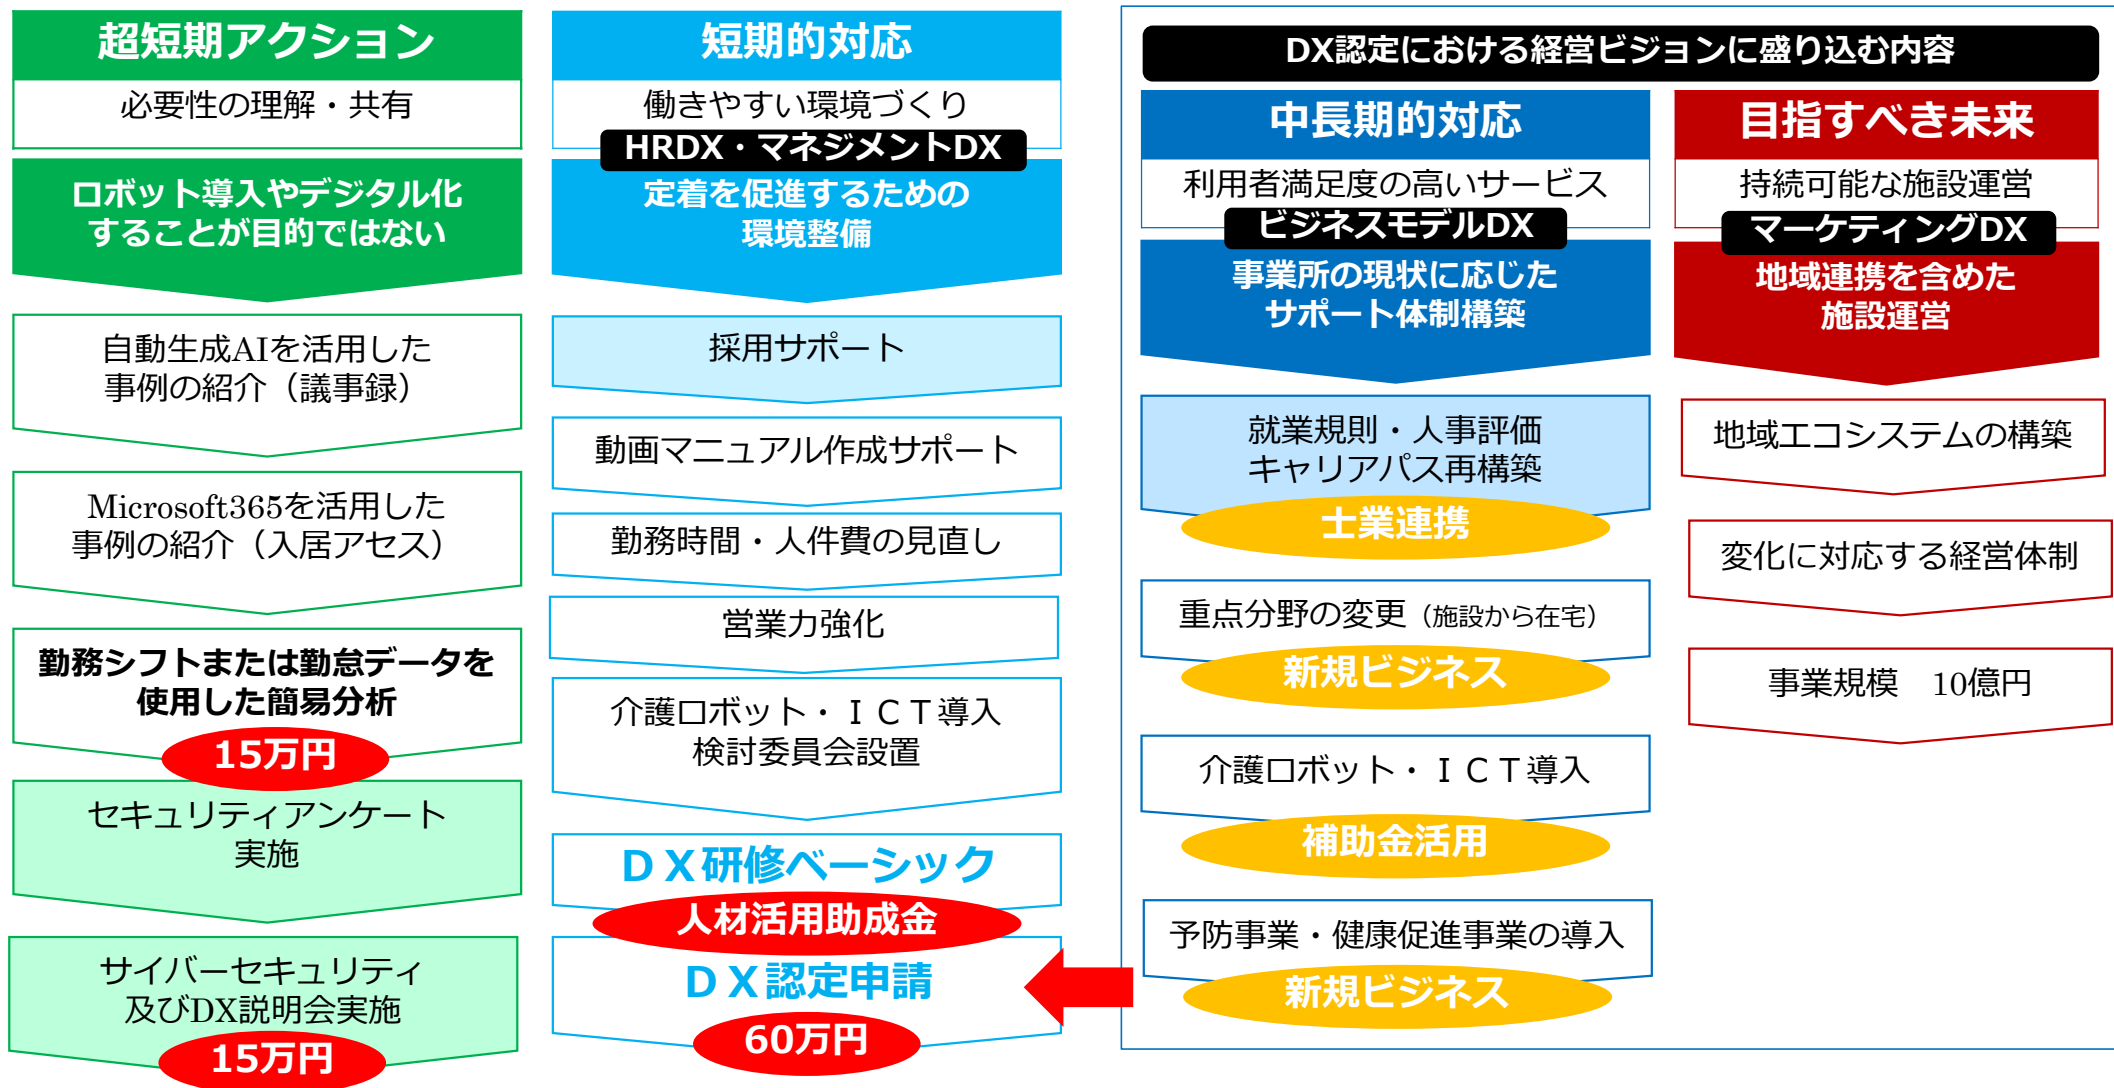 超短期アクション
必要性の理解・共有
ロボット導入やデジタル化
することが目的ではない
自動生成AIを活用した
事例の紹介（議事録）
Microsoft365を活用した
事例の紹介（入居アセス）
勤務シフトまたは勤怠データを
使用した簡易分析
15万円
セキュリティアンケート
実施
サイバーセキュリティ
及びDX説明会実施
15万円
短期的対応
働きやすい環境づくり
HRDX・マネジメントDX
定着を促進するための
環境整備
採用サポート
動画マニュアル作成サポート
勤務時間・人件費の見直し
営業力強化
介護ロボット・ＩＣＴ導入
検討委員会設置
ＤＸ研修ベーシック
人材活用助成金
ＤＸ認定申請
60万円
DX認定における経営ビジョンに盛り込む内容
中長期的対応
利用者満足度の高いサービス
ビジネスモデルDX
事業所の現状に応じた
サポート体制構築
就業規則・人事評価
キャリアパス再構築
士業連携
重点分野の変更（施設から在宅）
新規ビジネス
介護ロボット・ＩＣＴ導入
補助金活用
予防事業・健康促進事業の導入
新規ビジネス
目指すべき未来
持続可能な施設運営
マーケティングDX
地域連携を含めた
施設運営
地域エコシステムの構築
変化に対応する経営体制
事業規模　10億円